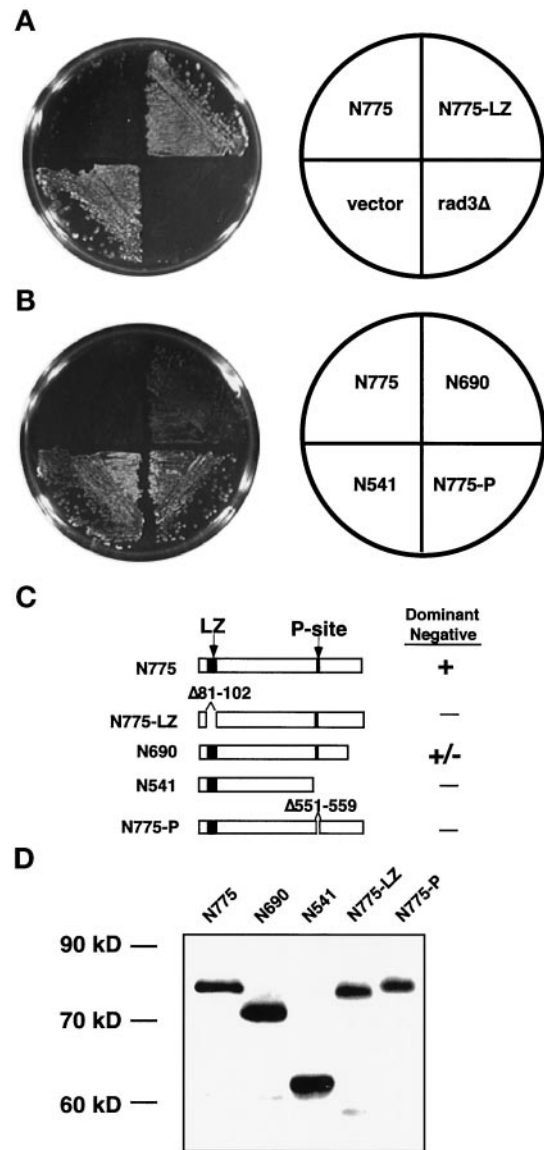 A
N775 N775-LZ
vector rad3Δ
B
N775 N690
N541 N775-P
C
LZ P-site Dominant
Negative
N775 +
Δ81-102
N775-LZ —
N690 +/-
N541 —
Δ551-559
N775-P —
D
N775 N690 N541 N775-LZ N775-P
90 kD —
70 kD —
60 kD —